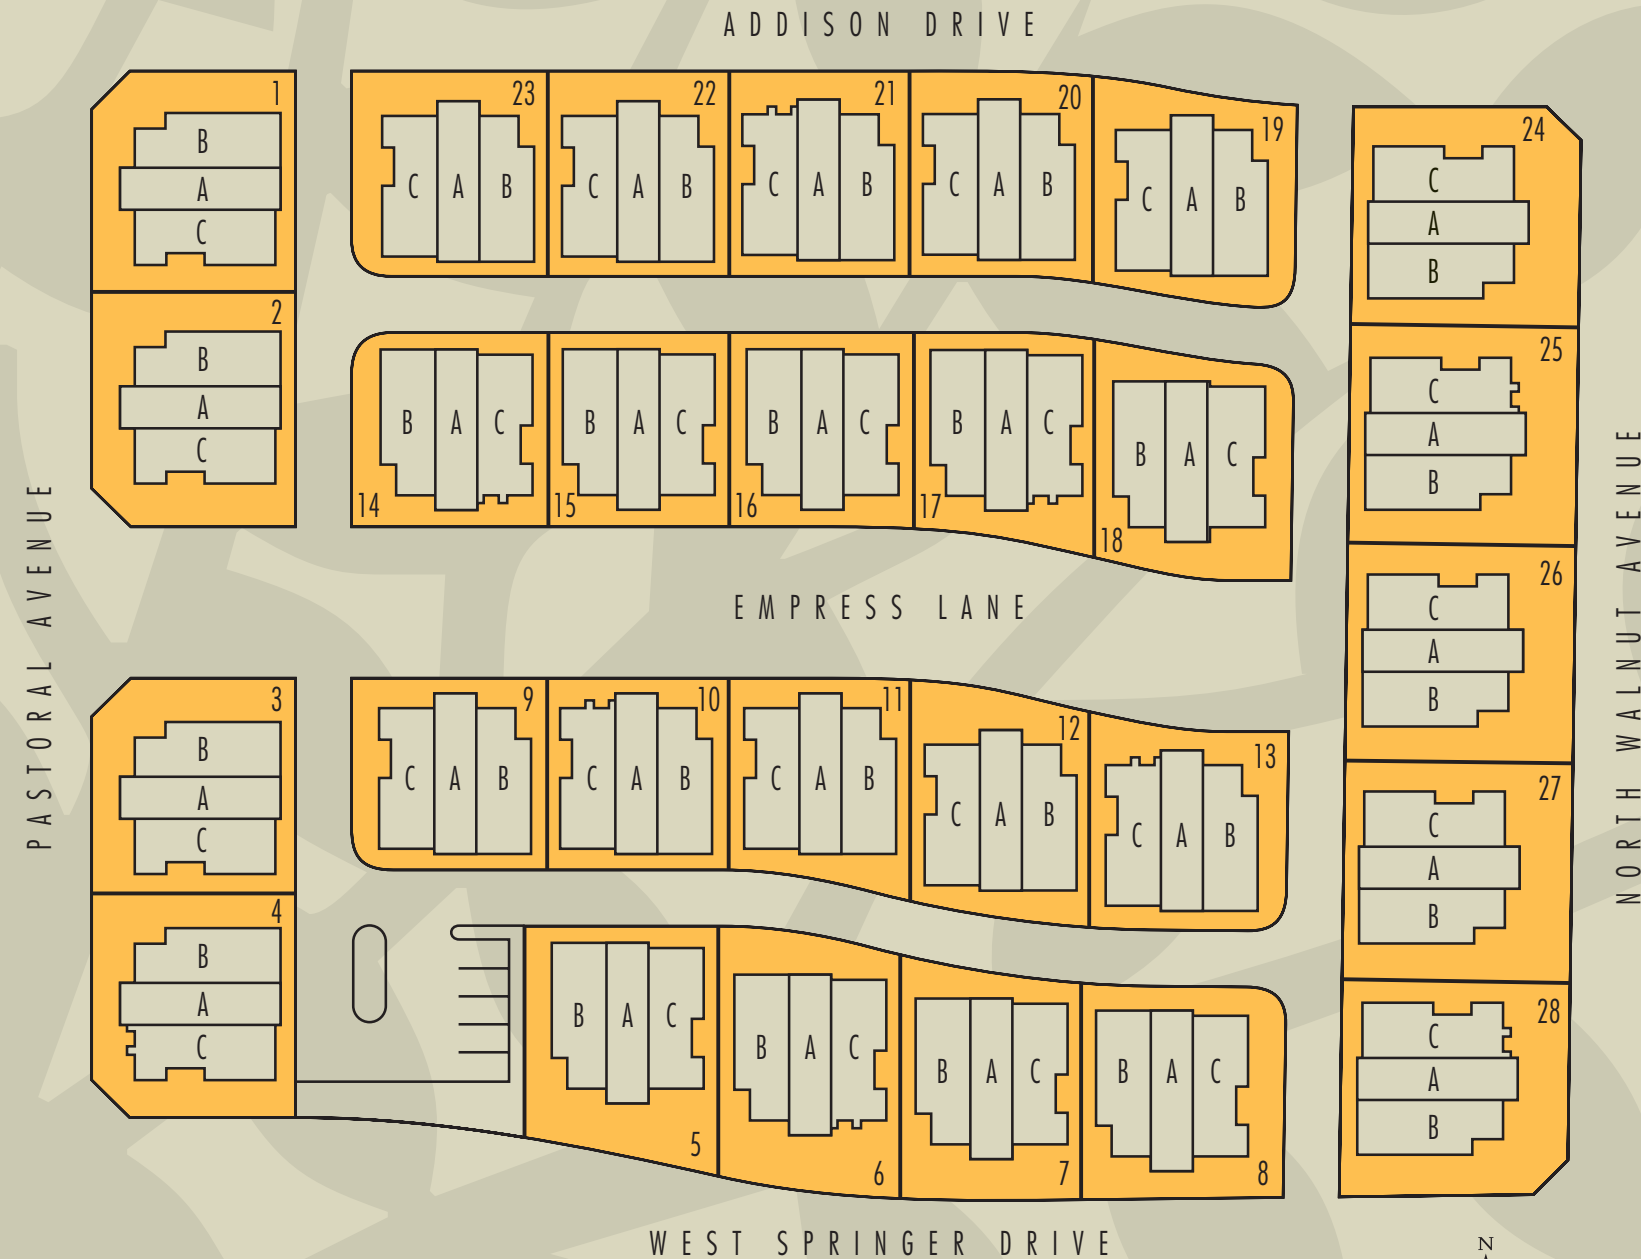 ADDISON DRIVE
1
B
A
C
2
B
A
C
23
C A B
22
C A B
21
C A B
20
C A B
19
C A B
24
C
A
B
14
B A C
15
B A C
16
B A C
17
B A C
18
B A C
25
C
A
B
PASTORAL AVENUE
EMPRESS LANE
NORTH WALNUT AVENUE
26
C
A
B
3
B
A
C
4
B
A
C
9
C A B
10
C A B
11
C A B
12
C A B
13
C A B
27
C
A
B
B A C
5
B A C
6
B A C
7
B A C
8
28
C
A
B
WEST SPRINGER DRIVE
N